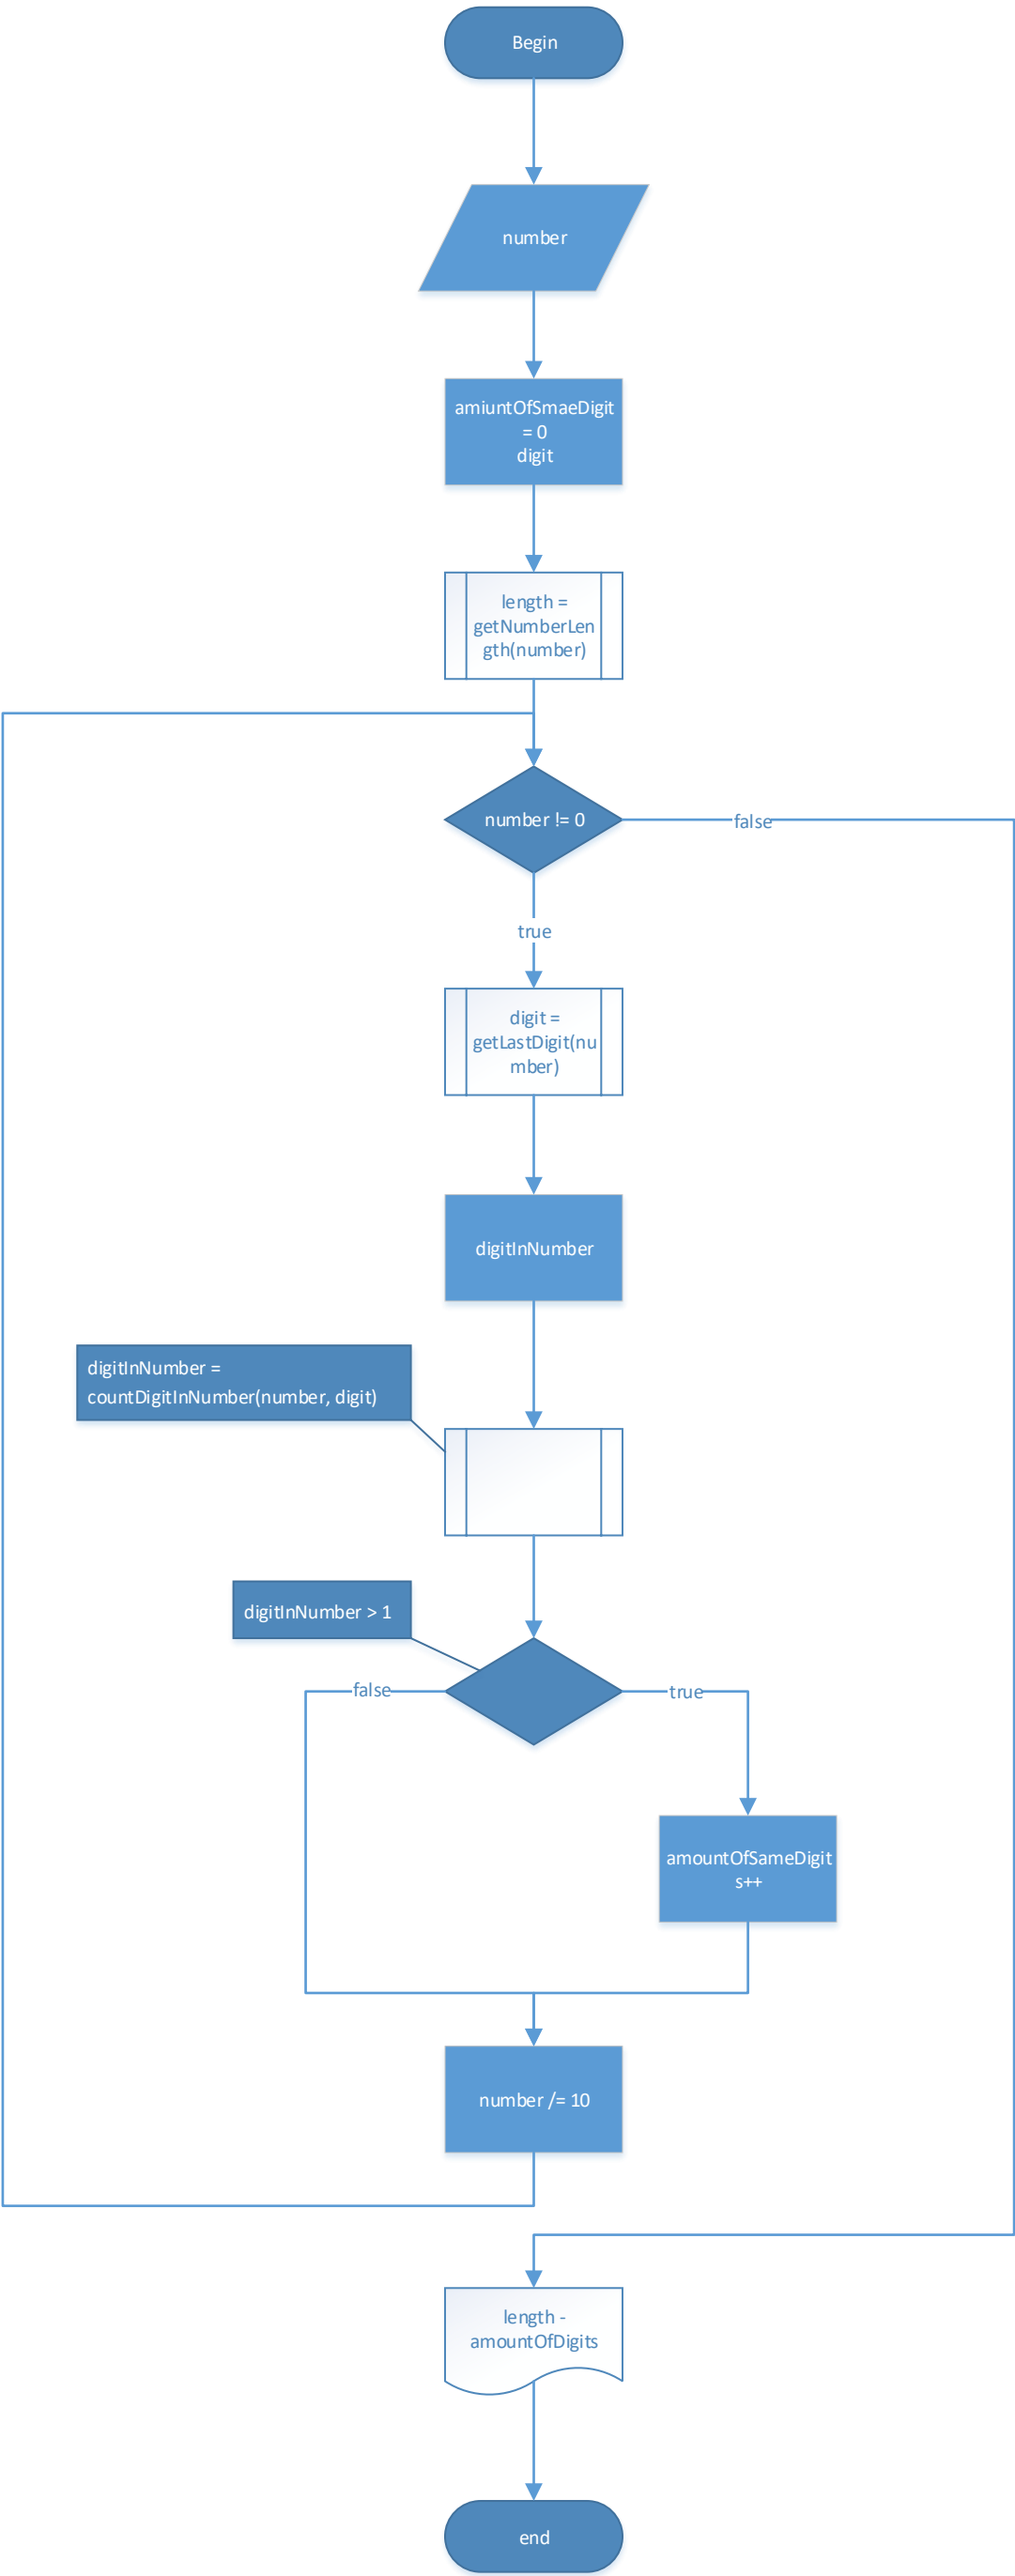 Begin
number
amiuntOfSmaeDigit
= 0
digit
length =
getNumberLen
gth(number)
number != 0
false
true
digit =
getLastDigit(nu
mber)
digitInNumber
digitInNumber =
countDigitInNumber(number, digit)
digitInNumber > 1
false
true
amountOfSameDigit
s++
number /= 10
length -
amountOfDigits
end